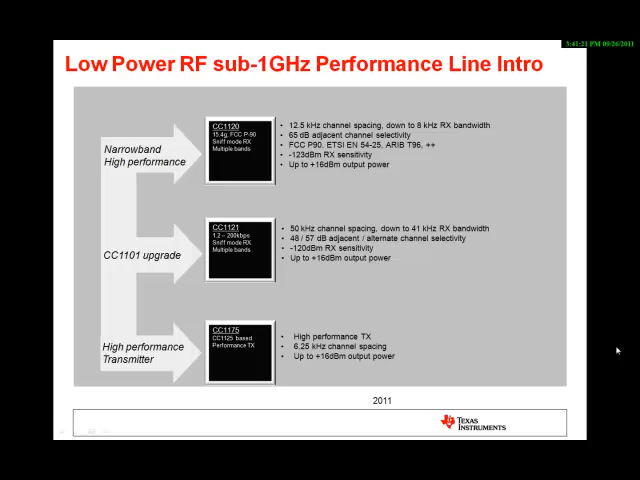 3:41:21 PM 09/26/2011
Low Power RF sub-1GHz Performance Line Intro
Narrowband
High performance
CC1120
15.4g, FCC P-90
Sniff mode RX
Multiple bands
• 12.5 kHz channel spacing, down to 8 kHz RX bandwidth
• 65 dB adjacent channel selectivity
• FCC P90, ETSI EN 54-25, ARIB T96, ++
• -123dBm RX sensitivity
• Up to +16dBm output power
CC1101 upgrade
CC1121
1.2 – 200kbps
Sniff mode RX
Multiple bands
• 50 kHz channel spacing, down to 41 kHz RX bandwidth
• 48 / 57 dB adjacent / alternate channel selectivity
• -120dBm RX sensitivity
• Up to +16dBm output power
High performance
Transmitter
CC1175
CC1125 based
Performance TX
• High performance TX
• 6.25 kHz channel spacing
• Up to +16dBm output power
2011
TEXAS
INSTRUMENTS